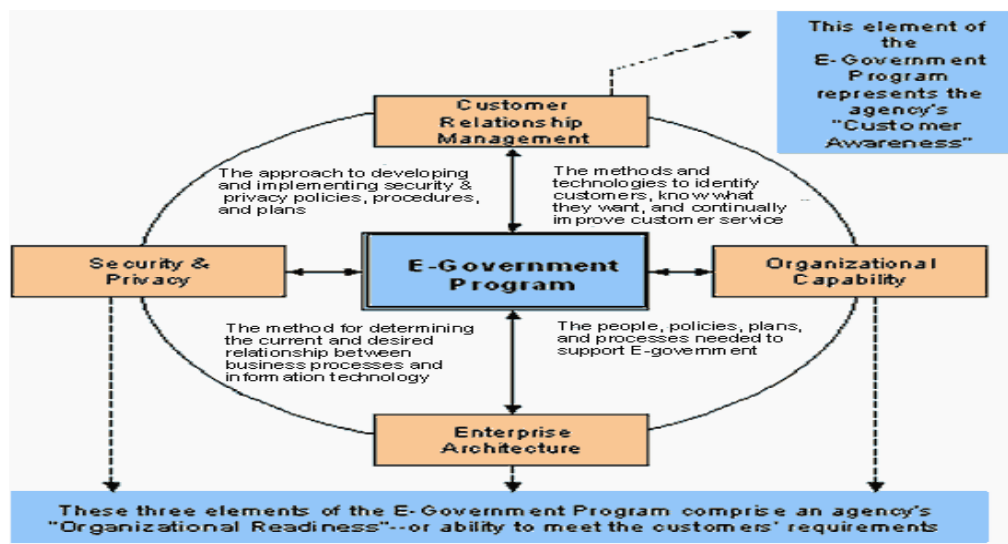 This element of
the
E-Government
Program
represents the
agency's
"Customer
Awareness"
Customer
Relationship
Management
The approach to developing
and implementing security &
privacy policies, procedures,
and plans
The methods and
technologies to identify
customers, know what
they want, and continually
improve customer service
Security &
Privacy
E-Government
Program
Organizational
Capability
The method for determining
the current and desired
relationship between
business processes and
information technology
The people, policies, plans,
and processes needed to
support E-government
Enterprise
Architecture
These three elements of the E-Government Program comprise an agency's
"Organizational Readiness"--or ability to meet the customers' requirements